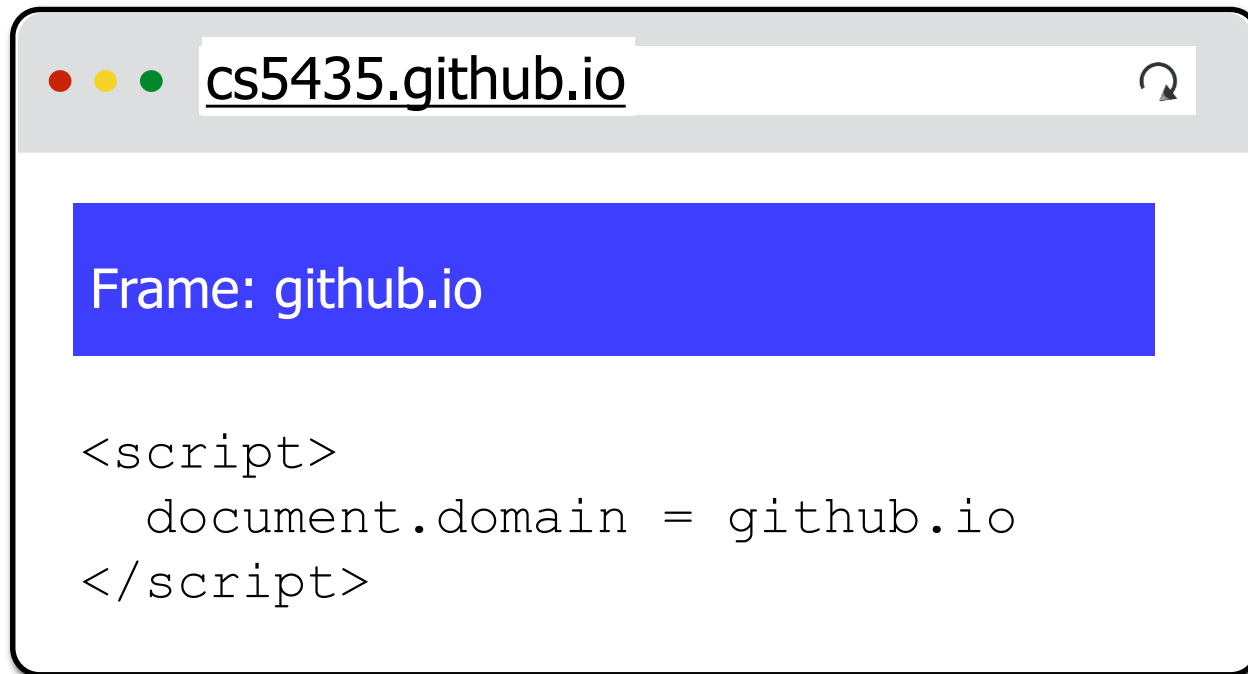 cs5435.github.io
Frame: github.io
<script>
document.domain = github.io
</script>